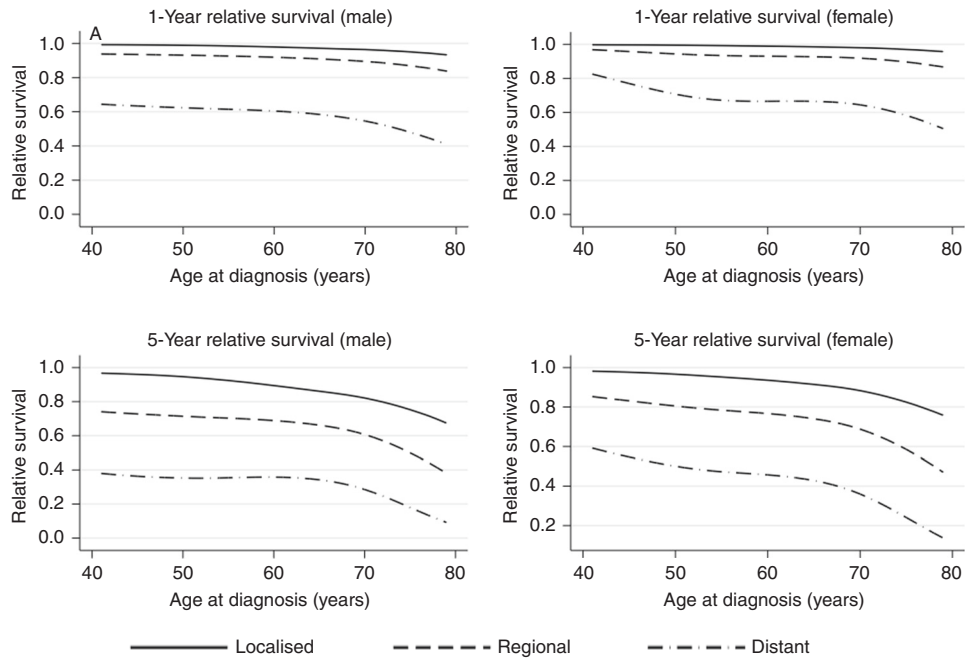 1-Year relative survival (male)
A
1.0
0.8
0.6
0.4
0.2
0.0
Relative survival
40 50 60 70 80
Age at diagnosis (years)
1-Year relative survival (female)
1.0
0.8
0.6
0.4
0.2
0.0
Relative survival
40 50 60 70 80
Age at diagnosis (years)
5-Year relative survival (male)
1.0
0.8
0.6
0.4
0.2
0.0
Relative survival
40 50 60 70 80
Age at diagnosis (years)
5-Year relative survival (female)
1.0
0.8
0.6
0.4
0.2
Relative survival
40 50 60 70 80
Age at diagnosis (years)
Localised Regional Distant